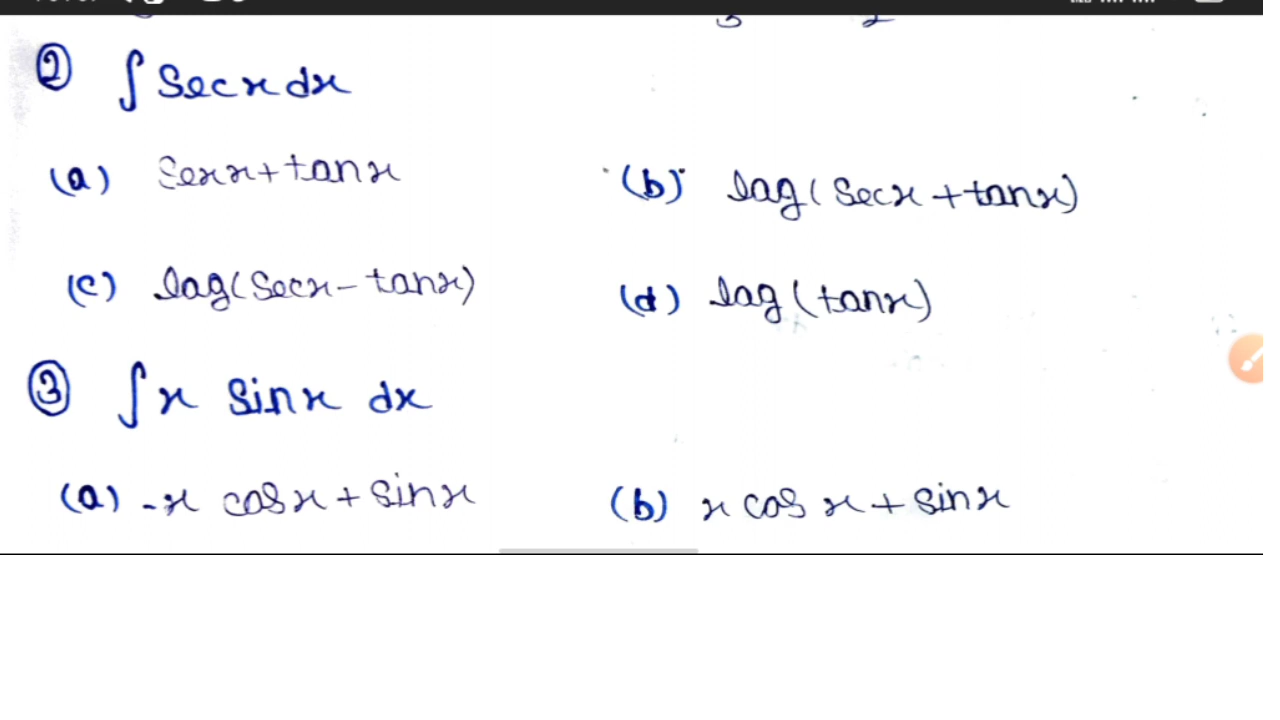 ② ∫ Secx dx
(a) Secx + tanx (b) log(Secx + tanx)
(c) log(Secx - tanx) (d) log(tanx)
③ ∫x Sinx dx
(a) -x cosx + Sinx (b) x cosx + Sinx